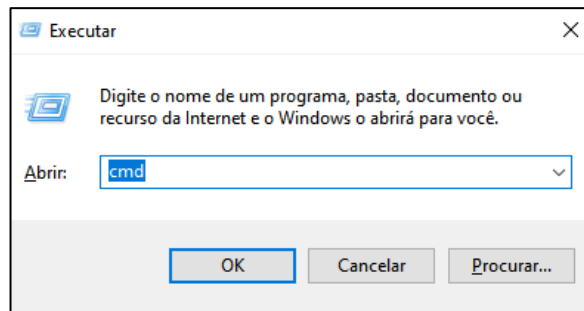 Executar
Digite o nome de um programa, pasta, documento ou
recurso da Internet e o Windows o abrirá para você.
Abrir: cmd
OK Cancelar Procurar...